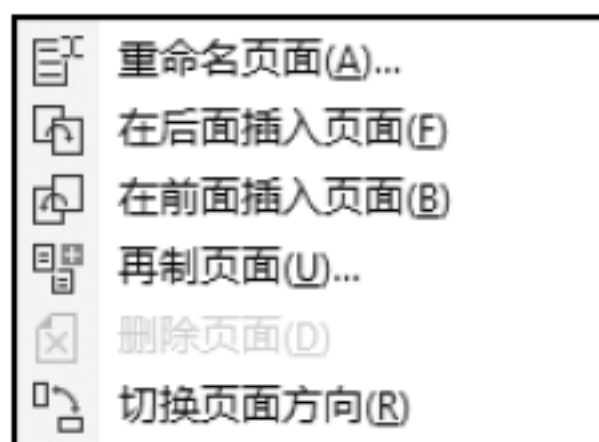 重命名页面(A)...
在后面插入页面(F)
在前面插入页面(B)
再制页面(U)...
删除页面(D)
切换页面方向(R)